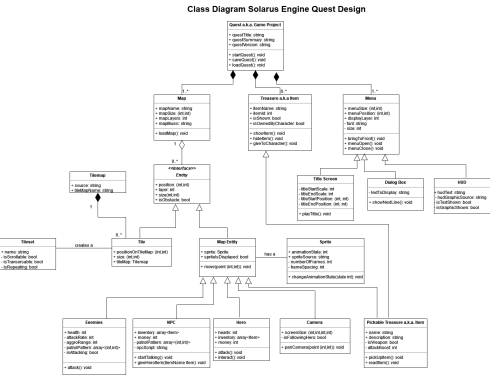 Class Diagram Solarus Engine Quest Design
Quest a.k.a. Game Project
+ questTitle: string
+ questSummary: string
+ questVersion: string
+ startQuest(): void
+ saveQuest(): void
+ loadQuest(): void
1..*
0..*
1..*
Map
+ mapName: string
+ mapSize: (int,int)
+ mapLayers: int
+ mapMusic: string
+ loadMap(): void
Treasure a.k.a Item
+ itemName: string
+ itemId: int
+ isShown: bool
+ isOwnedByCharacter: bool
+ showItem(): void
+ hideItem(): void
+ giveToCharacter(): void
Menu
+ menuSize: (int,int)
+ menuPosition: (int,int)
+ displayLayer: int
- font: string
- size: int
+ bringToFront(): void
+ menuOpen(): void
+ menuClose(): void
1
0..*
<<interface>>
Entity
+ position: (int,int)
+ layer: int
+ size(int,int)
+ isObstacle: bool
Tilemap
+ source: string
+ tileMapName: string
1
0..*
Title Screen
- titleStartScale: int
- titleEndScale: int
- titleStartPosition: (int, int)
- titleEndPosition: (int, int)
+ playTitle(): void
Dialog Box
- textToDisplay: string
+ showNextLine(): void
HUD
- hudText: string
- hudGraphicSource: string
- isTextShown: bool
- isGraphicShown: bool
Tileset
+ name: string
- isScrollable: bool
- isTransversable: bool
- isRepeating: bool
creates a
Tile
+ positionOnTileMap: (int,int)
+ size: (int,int)
+ tileMap: Tilemap
Map Entity
+ sprite: Sprite
+ spriteIsDisplayed: bool
+ move(point:(int,int)): void
has a
Sprite
- animationState: int
- spriteSource: string
- numberOfFrames: int
- frameSpacing: int
+ changeAnimationState(state int): void
Enemies
+ health: int
- attackRate: int
- aggroRange: int
- patrolPattern: array<(int,int)>
- isAttacking: bool
+ attack(): void
NPC
+ inventory: array<Item>
+ money: int
- patrolPattern: array<(int,int)>
- npcScript: string
+ startTalking(): void
+ giveHeroItem(itemName Item): void
Hero
+ hearts: int
+ inventory: array<Item>
+ money: int
+ attack(): void
+ interact(): void
Camera
+ screenSize: (int,int,int,int)
+ isFollowingHero: bool
+ panCamera(point (int,int)): void
Pickable Treasure a.k.a. Item
+ name: string
+ description: string
- isWeapon: bool
- attackBoost: int
+ pickUpItem(): void
+ readItem(): void